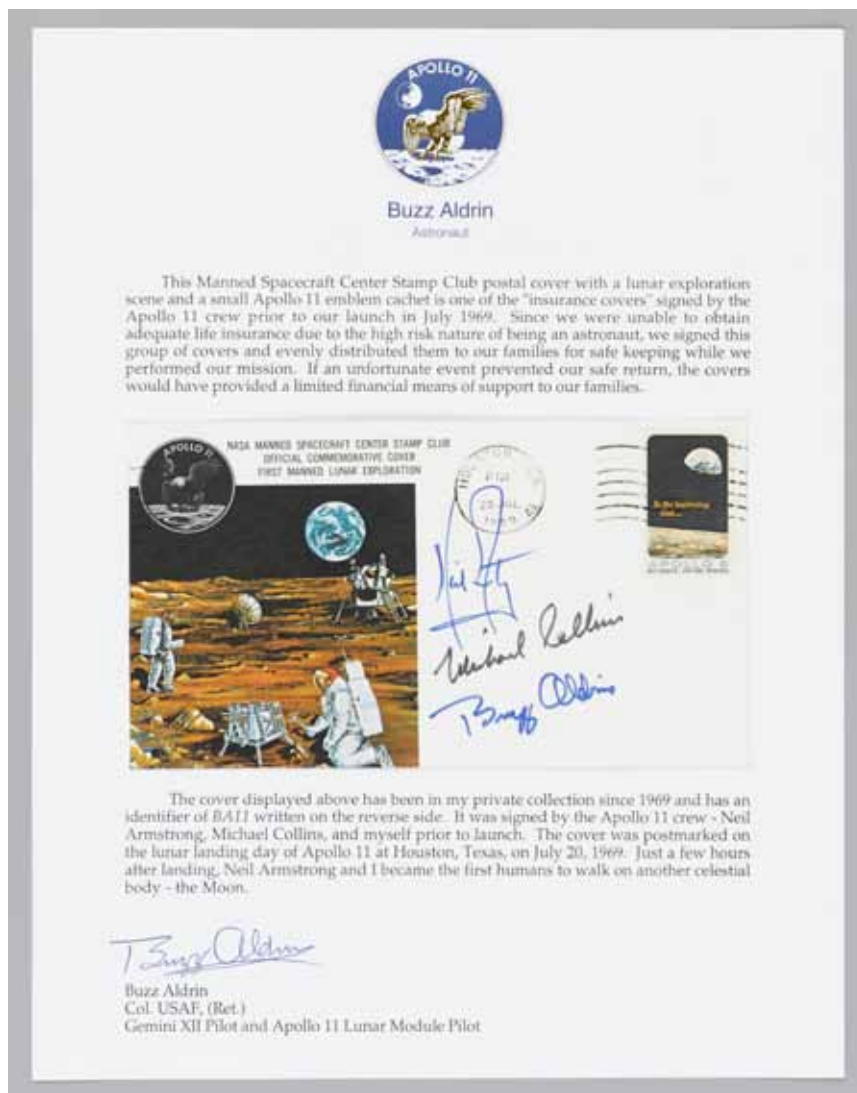 APOLLO 11
Buzz Aldrin
Astronaut
This Manned Spacecraft Center Stamp Club postal cover with a lunar exploration
scene and a small Apollo 11 emblem cachet is one of the "insurance covers" signed by the
Apollo 11 crew prior to our launch in July 1969. Since we were unable to obtain
adequate life insurance due to the high risk nature of being an astronaut, we signed this
group of covers and evenly distributed them to our families for safe keeping while we
performed our mission. If an unfortunate event prevented our safe return, the covers
would have provided a limited financial means of support to our families.
APOLLO 11
NASA MANNED SPACECRAFT CENTER STAMP CLUB
OFFICIAL COMMEMORATIVE COVER
FIRST MANNED LUNAR EXPLORATION
HOUSTON
1969
In the beginning
God...
APOLLO 8
Neil
Michael Collins
Buzz Aldrin
The cover displayed above has been in my private collection since 1969 and has an
identifier of BA11 written on the reverse side. It was signed by the Apollo 11 crew - Neil
Armstrong, Michael Collins, and myself prior to launch. The cover was postmarked on
the lunar landing day of Apollo 11 at Houston, Texas, on July 20, 1969. Just a few hours
after landing, Neil Armstrong and I became the first humans to walk on another celestial
body - the Moon.
Buzz Aldrin
Buzz Aldrin
Col. USAF, (Ret.)
Gemini XII Pilot and Apollo 11 Lunar Module Pilot